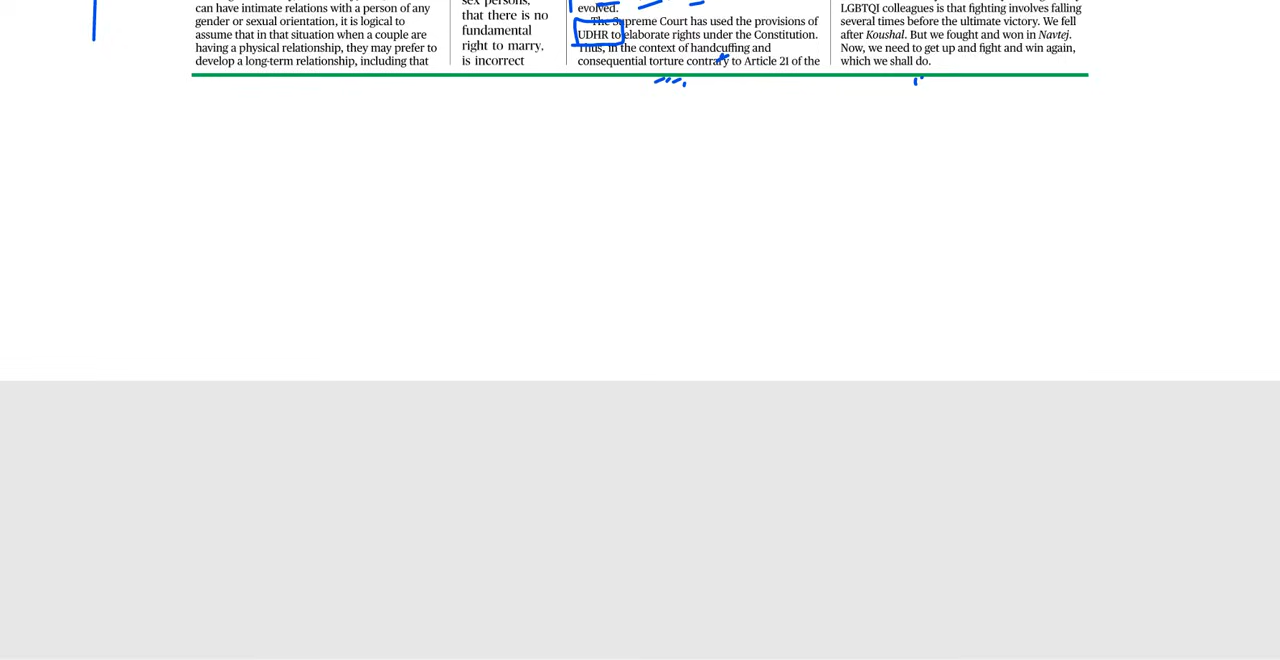 can have intimate relations with a person of any
gender or sexual orientation, it is logical to
assume that in that situation when a couple are
having a physical relationship, they may prefer to
develop a long-term relationship, including that
sex persons,
that there is no
fundamental
right to marry,
is incorrect
evolved.
The Supreme Court has used the provisions of
UDHR to elaborate rights under the Constitution.
Thus, in the context of handcuffing and
consequential torture contrary to Article 21 of the
LGBTQI colleagues is that fighting involves falling
several times before the ultimate victory. We fell
after Koushal. But we fought and won in Navtej.
Now, we need to get up and fight and win again,
which we shall do.